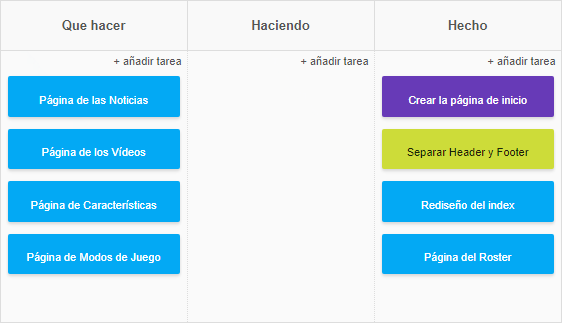 Que hacer
Haciendo
Hecho
+ añadir tarea
+ añadir tarea
+ añadir tarea
Página de las Noticias
Página de los Vídeos
Página de Características
Página de Modos de Juego
Crear la página de inicio
Separar Header y Footer
Rediseño del index
Página del Roster